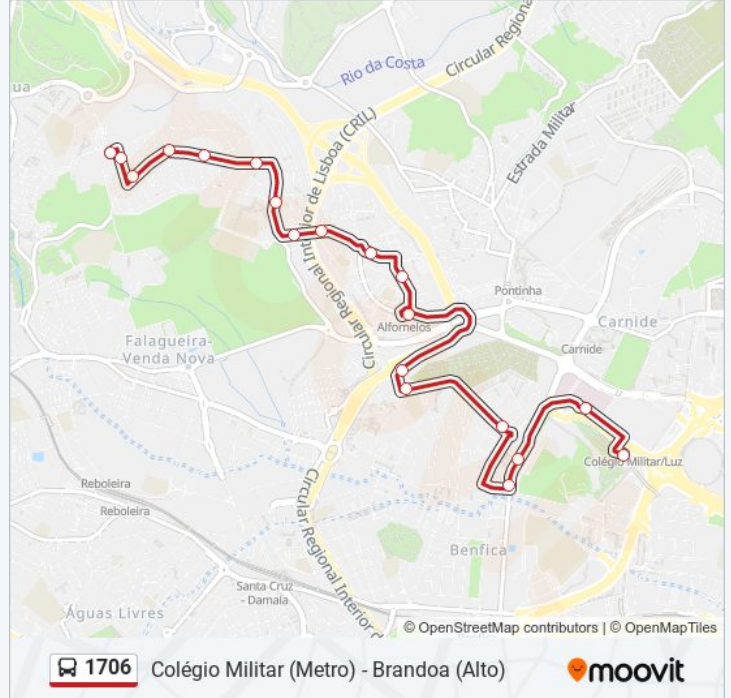 Rio da Costa
Circular Regional
Estrada Militar
Circular Regional Interior de Lisboa (CRIL)
ua
Pontinha
Carnide
Alfornelos
Falagueira-
Venda Nova
Carnide
Colégio Militar/Luz
Reboleira
Reboleira
Circular Regional Interior d
Benfica
Santa Cruz
- Damaia
Águas Livres
© OpenStreetMap contributors | © OpenMapTiles
1706 Colégio Militar (Metro) - Brandoa (Alto)
moovit